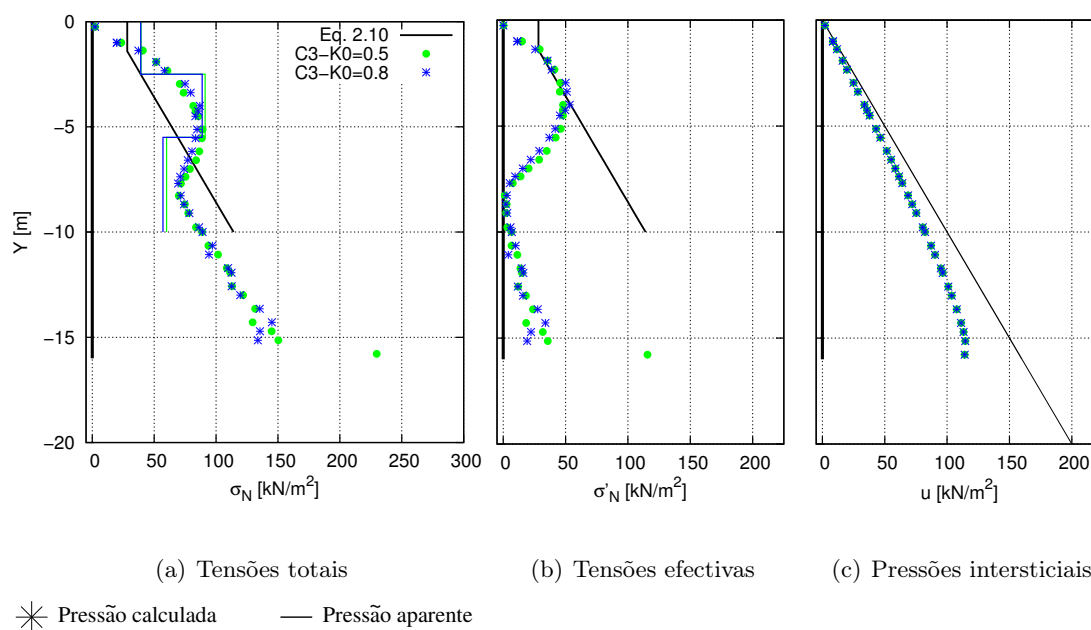 0
−5
−10
−15
−20
Y [m]
0 50 100 150 200 250 300
σN [kN/m²]
Eq. 2.10
C3−K0=0.5
C3−K0=0.8
0 50 100 150 200
σ'N [kN/m²]
0 50 100 150 200
u [kN/m²]
(a) Tensões totais
(b) Tensões efectivas
(c) Pressões intersticiais
Pressão calculada
Pressão aparente